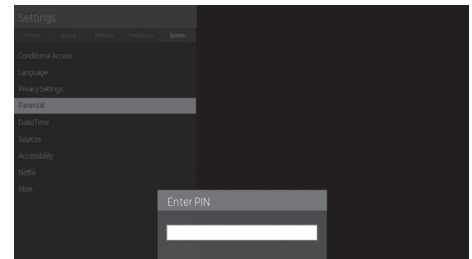 Settings
Picture Sound Network Installation System
Conditional Access
Language
Privacy Settings
Parental
Date/Time
Sources
Accessibility
Netflix
More
Enter PIN